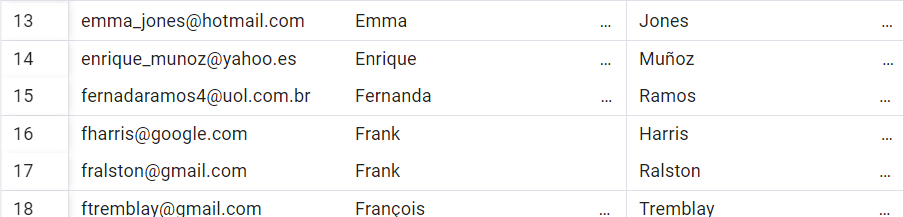 13 emma_jones@hotmail.com Emma ... Jones ...
14 enrique_munoz@yahoo.es Enrique ... Muñoz ...
15 fernadaramos4@uol.com.br Fernanda ... Ramos ...
16 fharris@google.com Frank Harris ...
17 fralston@gmail.com Frank Ralston ...
18 ftremblay@gmail.com François ... Tremblay ...